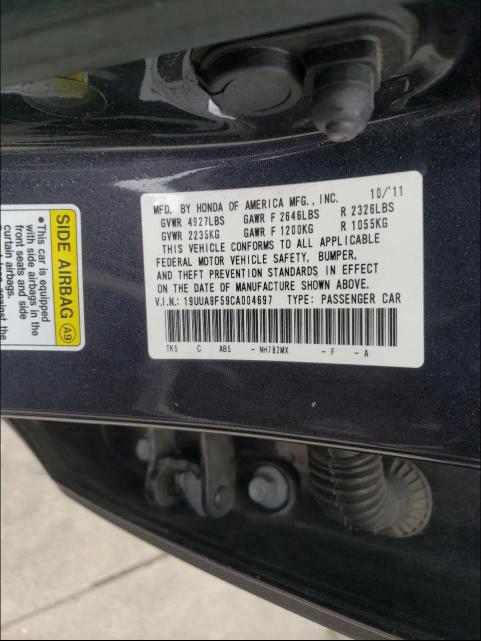 MFD. BY HONDA OF AMERICA MFG., INC. 10/'11
GVWR 4927LBS GAWR F 2646LBS R 2326LBS
GVWR 2235KG GAWR F 1200KG R 1055KG
THIS VEHICLE CONFORMS TO ALL APPLICABLE
FEDERAL MOTOR VEHICLE SAFETY, BUMPER,
AND THEFT PREVENTION STANDARDS IN EFFECT
ON THE DATE OF MANUFACTURE SHOWN ABOVE.
V.I.N.: 19UUA9F59CA004697 TYPE: PASSENGER CAR
TK5 C AB5 - NH782MX - F - A
SIDE AIRBAG A9
• This car is equipped
with side airbags in the
front seats and side
curtain airbags.